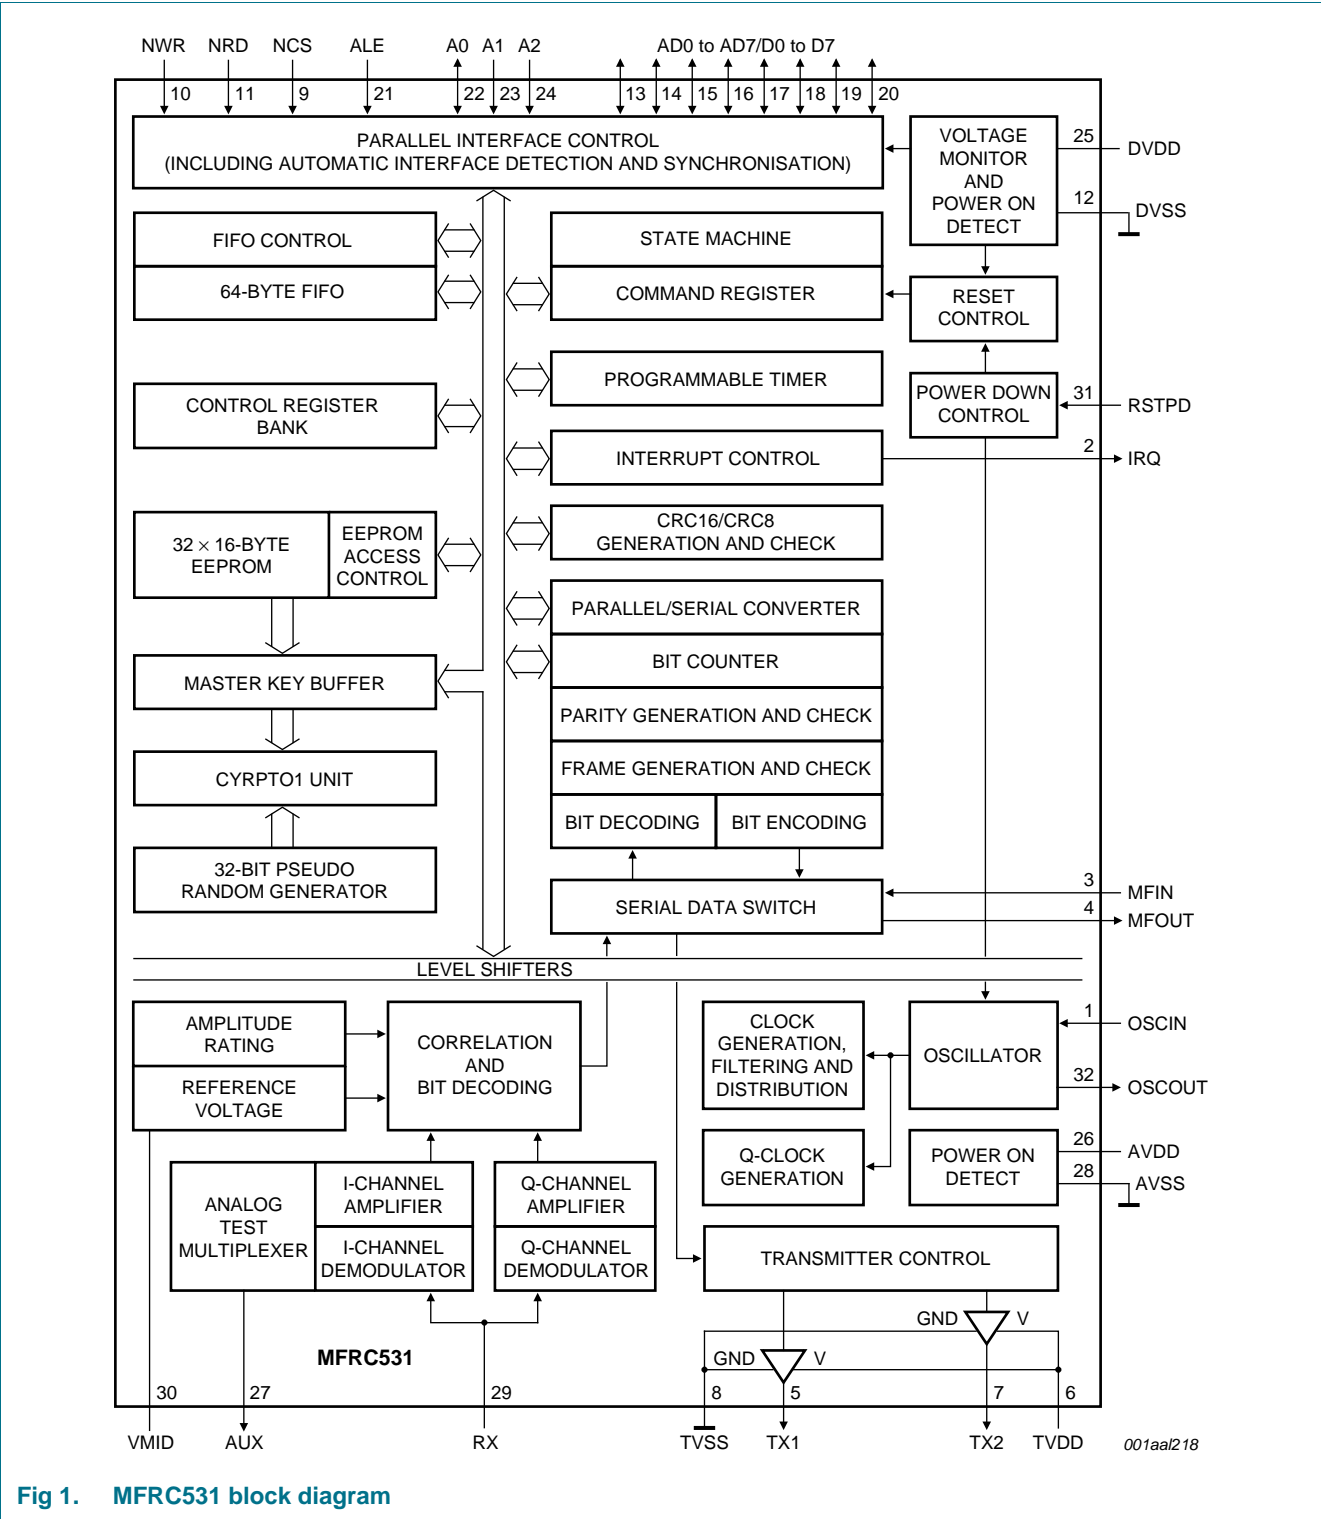 NWR NRD NCS ALE A0 A1 A2 AD0 to AD7/D0 to D7
10 11 9 21 22 23 24 13 14 15 16 17 18 19 20
PARALLEL INTERFACE CONTROL
(INCLUDING AUTOMATIC INTERFACE DETECTION AND SYNCHRONISATION)
VOLTAGE
MONITOR
AND
POWER ON
DETECT
25 DVDD
12 DVSS
FIFO CONTROL
64-BYTE FIFO
STATE MACHINE
COMMAND REGISTER
RESET
CONTROL
PROGRAMMABLE TIMER
CONTROL REGISTER
BANK
POWER DOWN
CONTROL
31 RSTPD
INTERRUPT CONTROL
2 IRQ
32 × 16-BYTE
EEPROM
EEPROM
ACCESS
CONTROL
CRC16/CRC8
GENERATION AND CHECK
PARALLEL/SERIAL CONVERTER
BIT COUNTER
MASTER KEY BUFFER
PARITY GENERATION AND CHECK
FRAME GENERATION AND CHECK
CYRPTO1 UNIT
BIT DECODING
BIT ENCODING
32-BIT PSEUDO
RANDOM GENERATOR
SERIAL DATA SWITCH
3 MFIN
4 MFOUT
LEVEL SHIFTERS
AMPLITUDE
RATING
REFERENCE
VOLTAGE
CORRELATION
AND
BIT DECODING
CLOCK
GENERATION,
FILTERING AND
DISTRIBUTION
OSCILLATOR
1 OSCIN
32 OSCOUT
Q-CLOCK
GENERATION
POWER ON
DETECT
26 AVDD
28 AVSS
ANALOG
TEST
MULTIPLEXER
I-CHANNEL
AMPLIFIER
I-CHANNEL
DEMODULATOR
Q-CHANNEL
AMPLIFIER
Q-CHANNEL
DEMODULATOR
TRANSMITTER CONTROL
GND V
GND V
MFRC531
30 27 29 8 5 7 6
VMID AUX RX TVSS TX1 TX2 TVDD
001aal218
Fig 1. MFRC531 block diagram